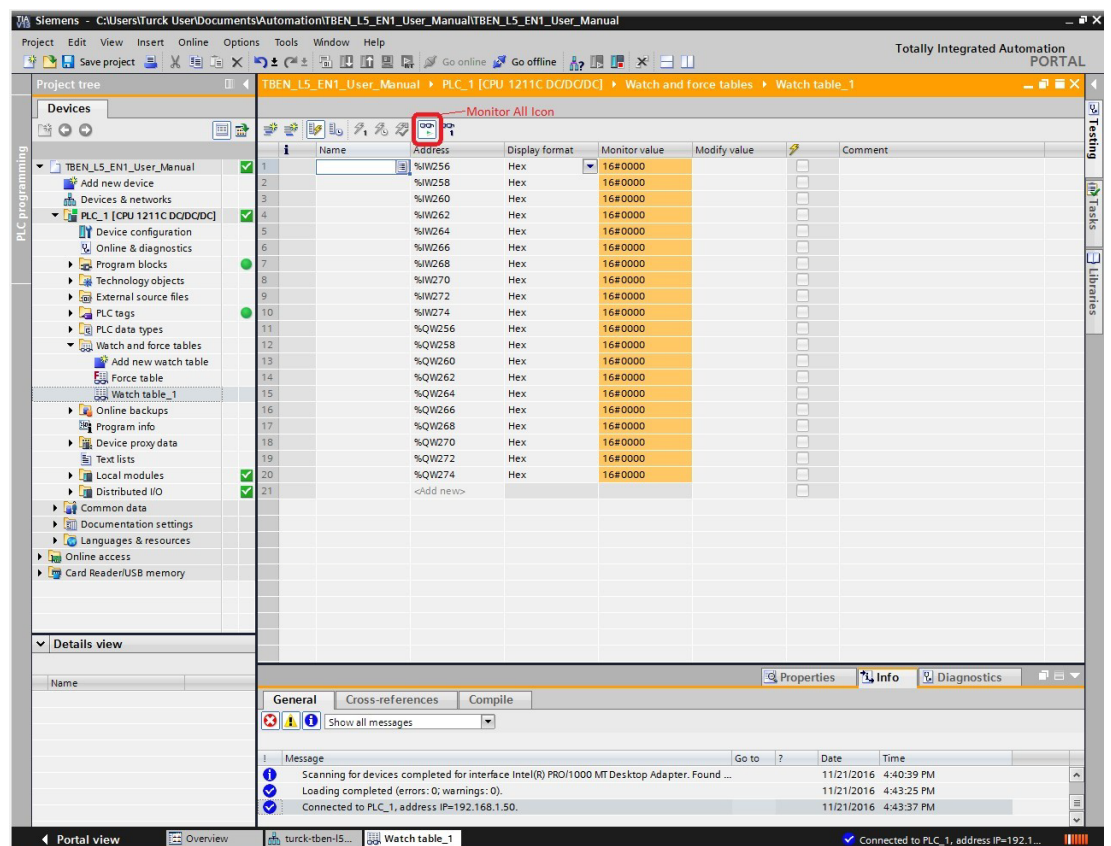 Siemens - C:\Users\Turck User\Documents\Automation\TBEN_L5_EN1_User_Manual\TBEN_L5_EN1_User_Manual
Project Edit View Insert Online Options Tools Window Help
Totally Integrated Automation
PORTAL
Save project Go online Go offline
Project tree
TBEN_L5_EN1_User_Manual PLC_1 [CPU 1211C DC/DC/DC] Watch and force tables Watch table_1
Devices
Monitor All Icon
i Name Address Display format Monitor value Modify value Comment
TBEN_L5_EN1_User_Manual 1 %IW256 Hex 16#0000
Add new device 2 %IW258 Hex 16#0000
Devices & networks 3 %IW260 Hex 16#0000
PLC_1 [CPU 1211C DC/DC/DC] 4 %IW262 Hex 16#0000
Device configuration 5 %IW264 Hex 16#0000
Online & diagnostics 6 %IW266 Hex 16#0000
Program blocks 7 %IW268 Hex 16#0000
Technology objects 8 %IW270 Hex 16#0000
External source files 9 %IW272 Hex 16#0000
PLC tags 10 %IW274 Hex 16#0000
PLC data types 11 %QW256 Hex 16#0000
Watch and force tables 12 %QW258 Hex 16#0000
Add new watch table 13 %QW260 Hex 16#0000
Force table 14 %QW262 Hex 16#0000
Watch table_1 15 %QW264 Hex 16#0000
Online backups 16 %QW266 Hex 16#0000
Program info 17 %QW268 Hex 16#0000
Device proxy data 18 %QW270 Hex 16#0000
Text lists 19 %QW272 Hex 16#0000
Local modules 20 %QW274 Hex 16#0000
Distributed I/O 21 <Add new>
Common data
Documentation settings
Languages & resources
Online access
Card Reader/USB memory
PLC programming
Testing
Tasks
Libraries
Details view
Name
Properties Info Diagnostics
General Cross-references Compile
Show all messages
! Message Go to ? Date Time
Scanning for devices completed for interface Intel(R) PRO/1000 MT Desktop Adapter. Found ... 11/21/2016 4:40:39 PM
Loading completed (errors: 0; warnings: 0). 11/21/2016 4:43:25 PM
Connected to PLC_1, address IP=192.168.1.50. 11/21/2016 4:43:37 PM
Portal view Overview turck-tben-l5... Watch table_1 Connected to PLC_1, address IP=192.1...